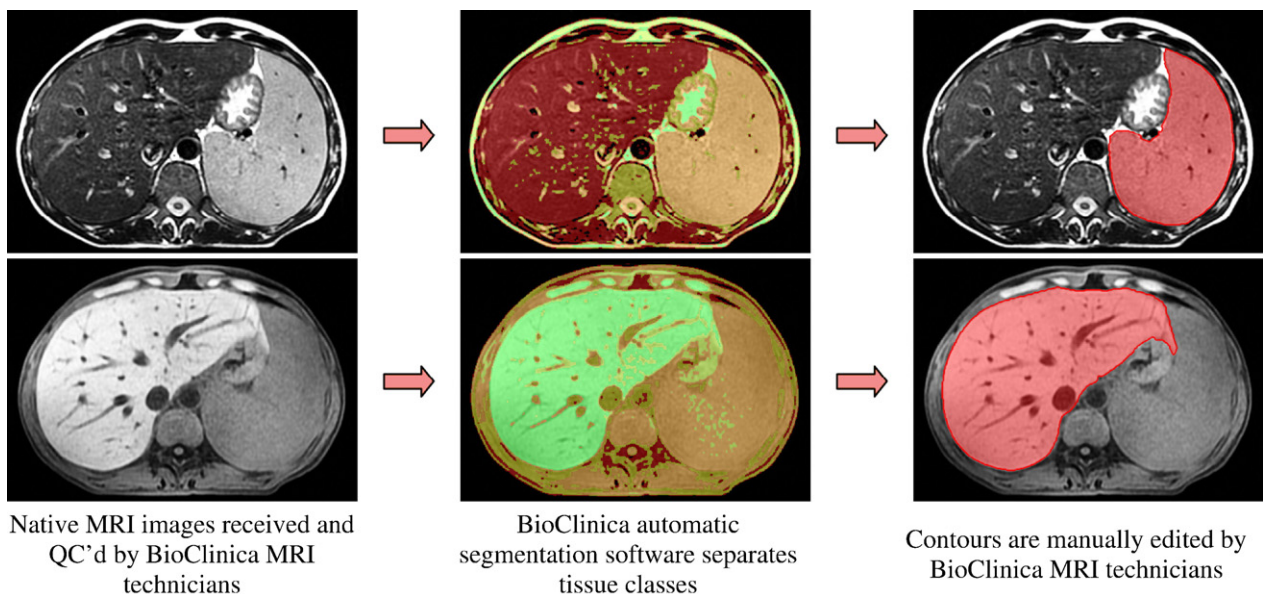 Native MRI images received and
QC'd by BioClinica MRI
technicians
BioClinica automatic
segmentation software separates
tissue classes
Contours are manually edited by
BioClinica MRI technicians